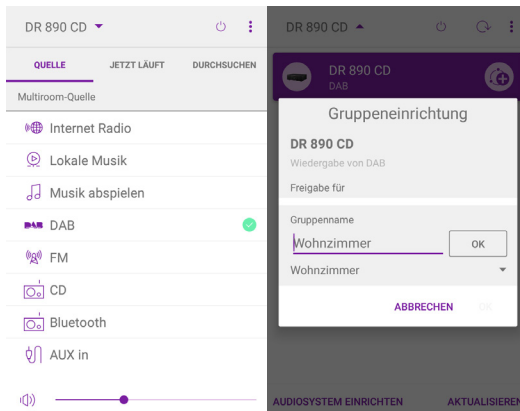 DR 890 CD
QUELLE JETZT LÄUFT DURCHSUCHEN
Multiroom-Quelle
Internet Radio
Lokale Musik
Musik abspielen
DAB DAB
FM
CD
Bluetooth
AUX in
DR 890 CD
DR 890 CD
DAB
Gruppeneinrichtung
DR 890 CD
Wiedergabe von DAB
Freigabe für
Gruppenname
Wohnzimmer OK
Wohnzimmer
ABBRECHEN OK
AUDIOSYSTEM EINRICHTEN AKTUALISIEREN